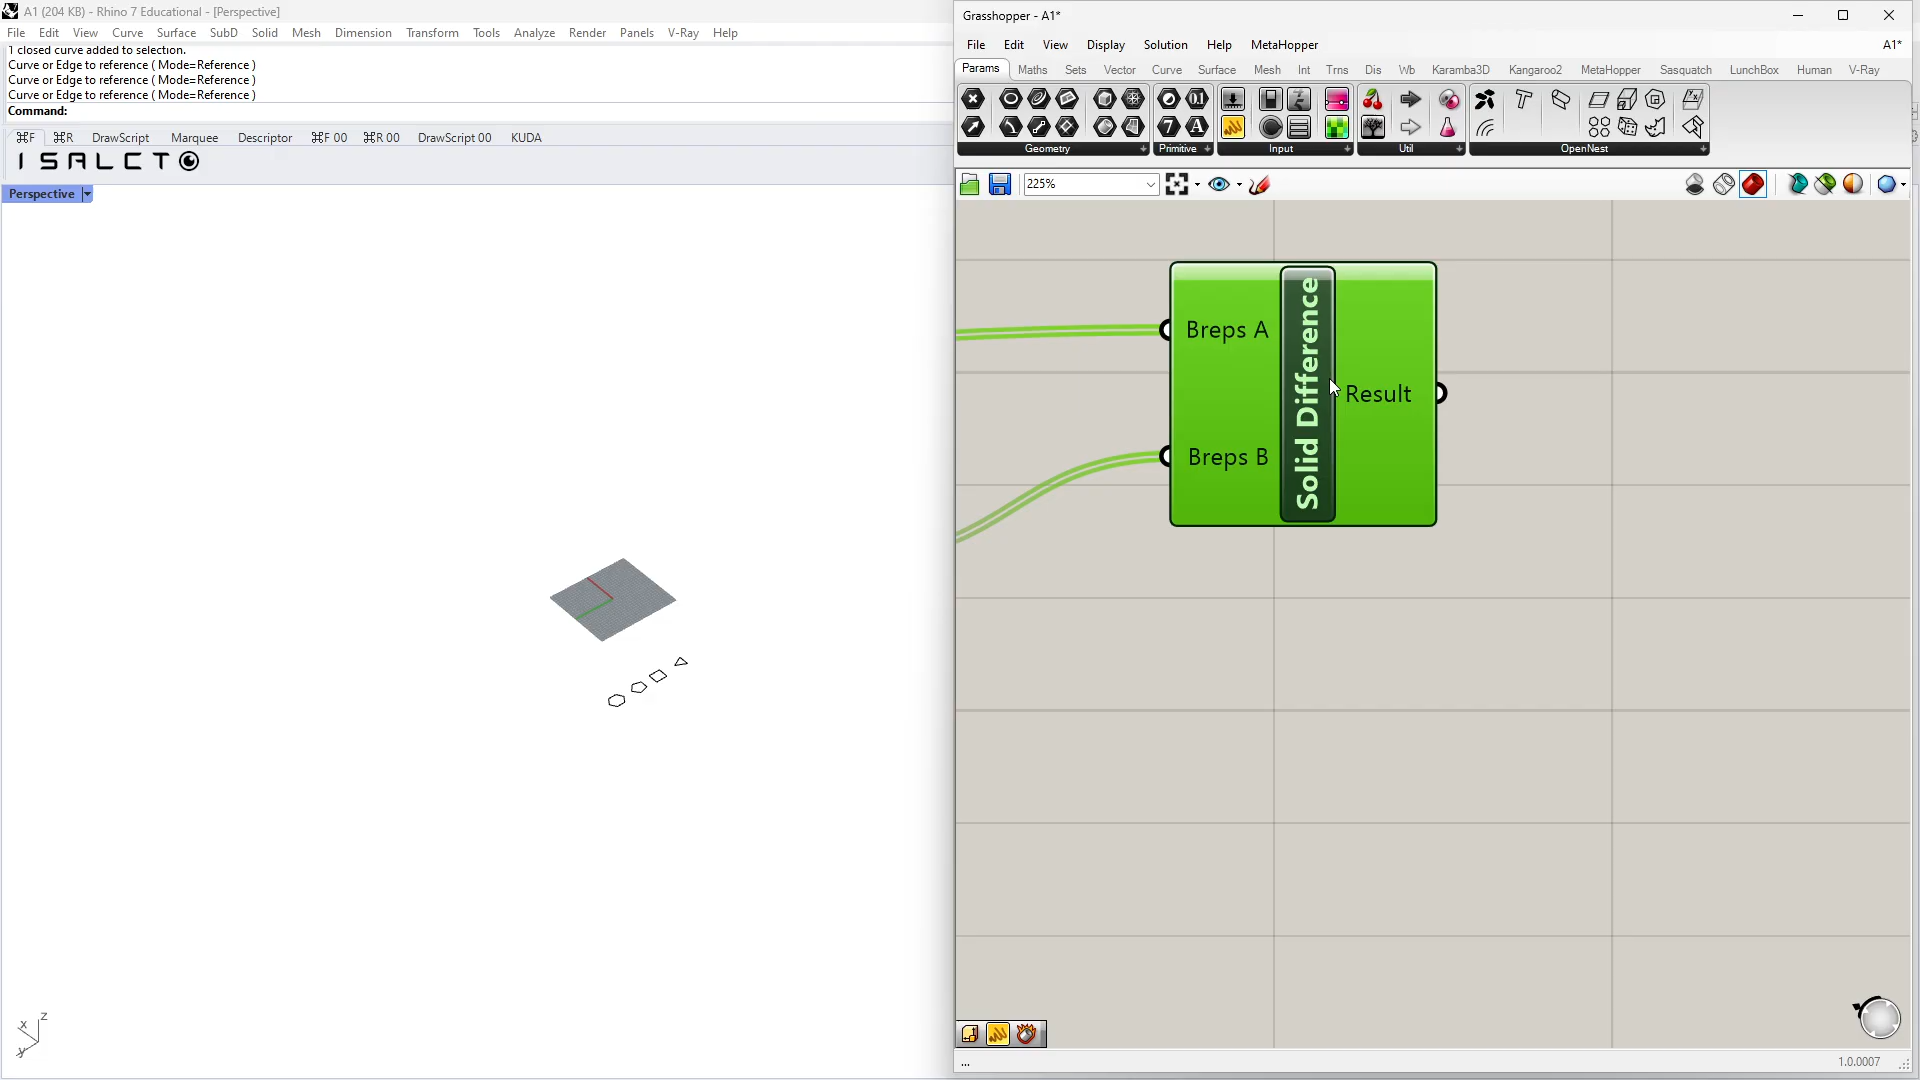 A1 (204 KB) - Rhino 7 Educational - [Perspective]
File Edit View Curve Surface SubD Solid Mesh Dimension Transform Tools Analyze Render Panels V-Ray Help
1 closed curve added to selection.
Curve or Edge to reference ( Mode=Reference )
Curve or Edge to reference ( Mode=Reference )
Curve or Edge to reference ( Mode=Reference )
Command:
⌘F ⌘R DrawScript Marquee Descriptor ⌘F 00 ⌘R 00 DrawScript 00 KUDA
Perspective
z
x
y
Grasshopper - A1*
File Edit View Display Solution Help MetaHopper A1*
Params Maths Sets Vector Curve Surface Mesh Int Trns Dis Wb Karamba3D Kangaroo2 MetaHopper Sasquatch LunchBox Human V-Ray
Geometry Primitive Input Util OpenNest
225%
Breps A
Breps B
Solid Difference
Result
...
1.0.0007